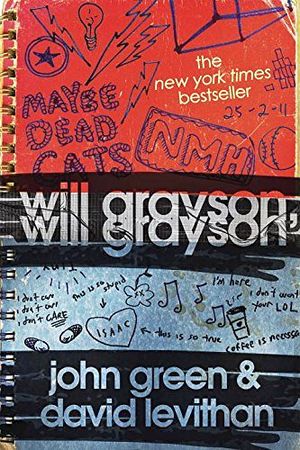 the
new york times
bestseller
25-2-11
MAYBE
DEAD
CATS
NMH
will grayson,
will grayson
i don't care
i don't care
i don't CARE
this is so stupid
ISAAC
this is so true
I'm here
i don't want
your LOL
coffee is necessary
john green &
david levithan